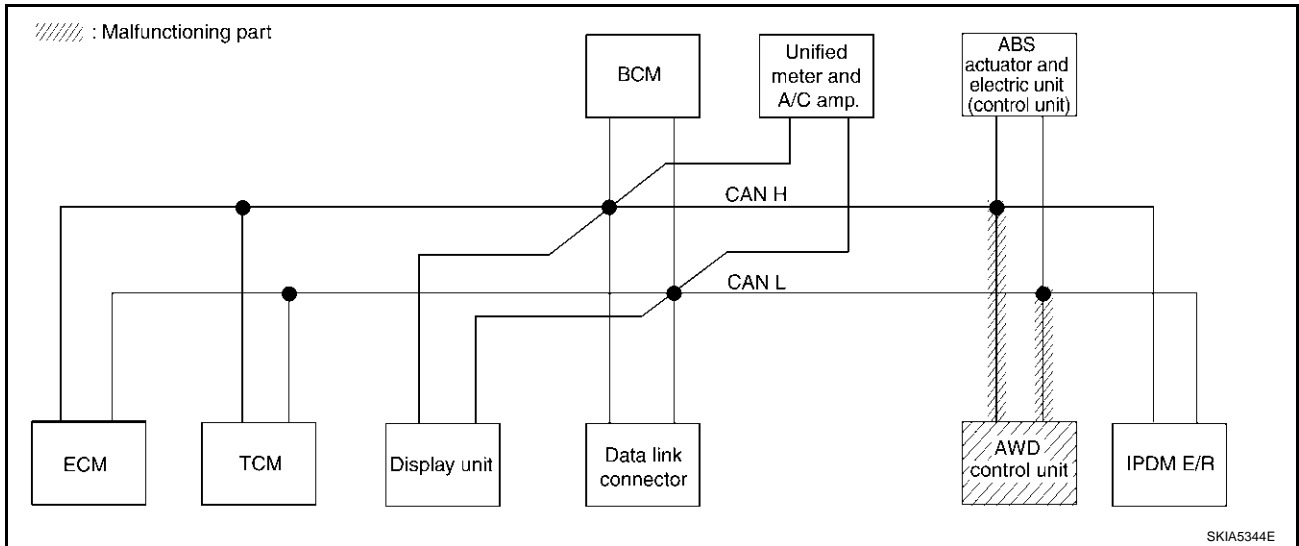 : Malfunctioning part
BCM
Unified
meter and
A/C amp.
ABS
actuator and
electric unit
(control unit)
CAN H
CAN L
ECM
TCM
Display unit
Data link
connector
AWD
control unit
IPDM E/R
SKIA5344E